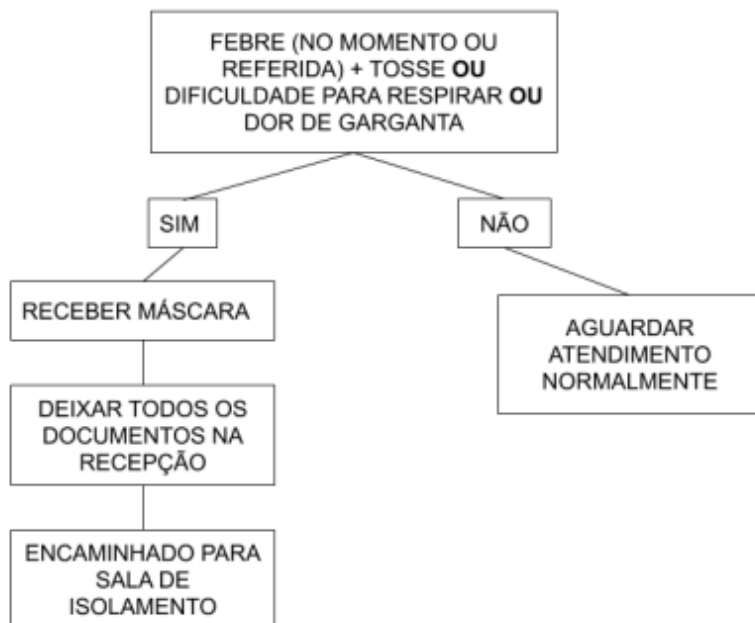 FEBRE (NO MOMENTO OU
REFERIDA) + TOSSE OU
DIFICULDADE PARA RESPIRAR OU
DOR DE GARGANTA
SIM
NÃO
RECEBER MÁSCARA
AGUARDAR
ATENDIMENTO
NORMALMENTE
DEIXAR TODOS OS
DOCUMENTOS NA
RECEPÇÃO
ENCAMINHADO PARA
SALA DE
ISOLAMENTO